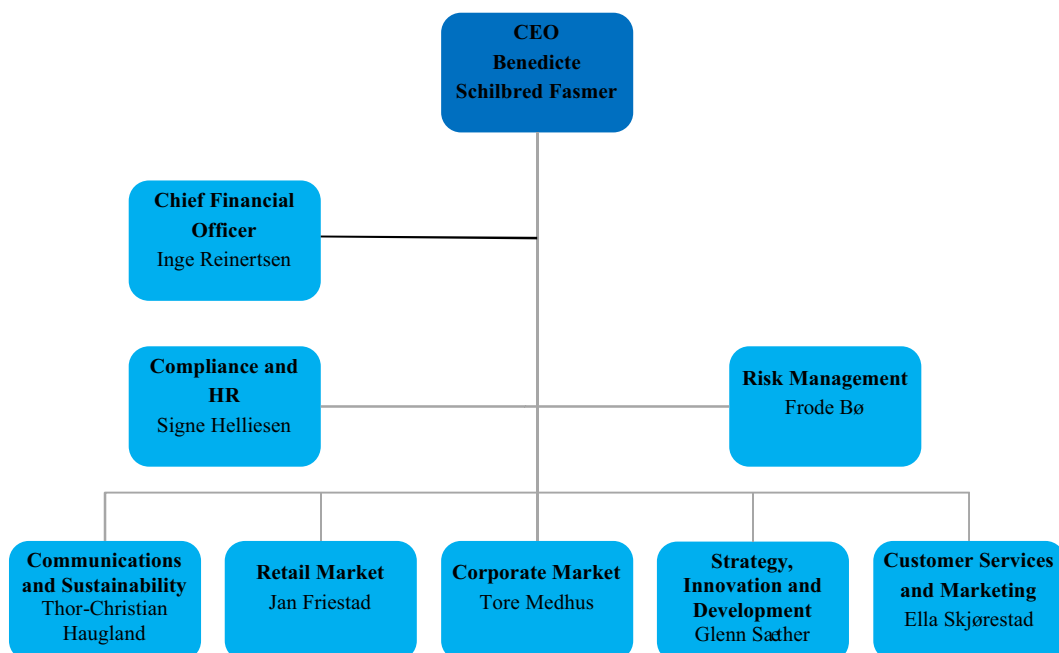 CEO
Benedicte
Schilbred Fasmer
Chief Financial
Officer
Inge Reinertsen
Compliance and
HR
Signe Helliesen
Risk Management
Frode Bø
Communications
and Sustainability
Thor-Christian
Haugland
Retail Market
Jan Friestad
Corporate Market
Tore Medhus
Strategy,
Innovation and
Development
Glenn Sæther
Customer Services
and Marketing
Ella Skjørestad